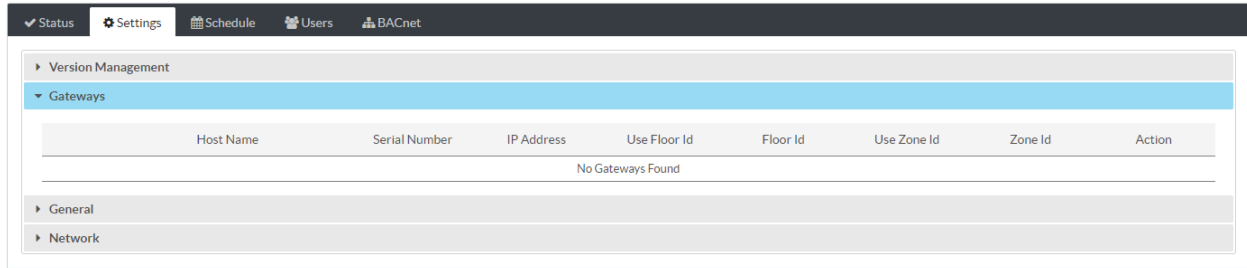 Status Settings Schedule Users BACnet
Version Management
Gateways
Host Name Serial Number IP Address Use Floor Id Floor Id Use Zone Id Zone Id Action
No Gateways Found
General
Network